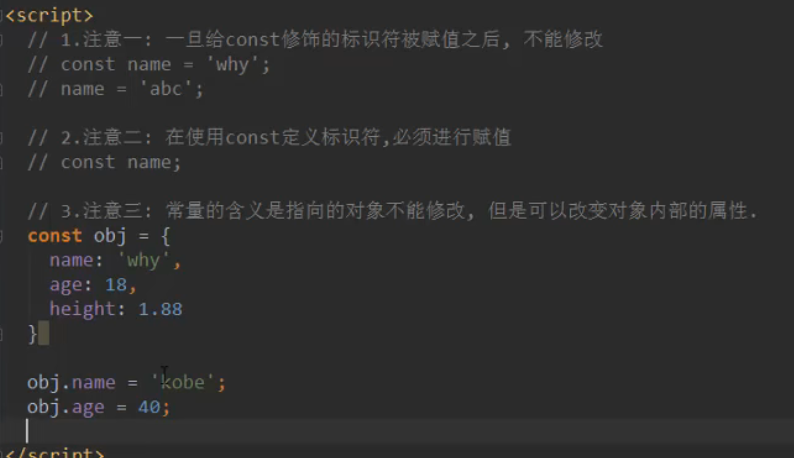 <script>
// 1.注意一: 一旦给const修饰的标识符被赋值之后, 不能修改
// const name = 'why';
// name = 'abc';
// 2.注意二: 在使用const定义标识符,必须进行赋值
// const name;
// 3.注意三: 常量的含义是指向的对象不能修改, 但是可以改变对象内部的属性.
const obj = {
name: 'why',
age: 18,
height: 1.88
}
obj.name = 'kobe';
obj.age = 40;
</script>